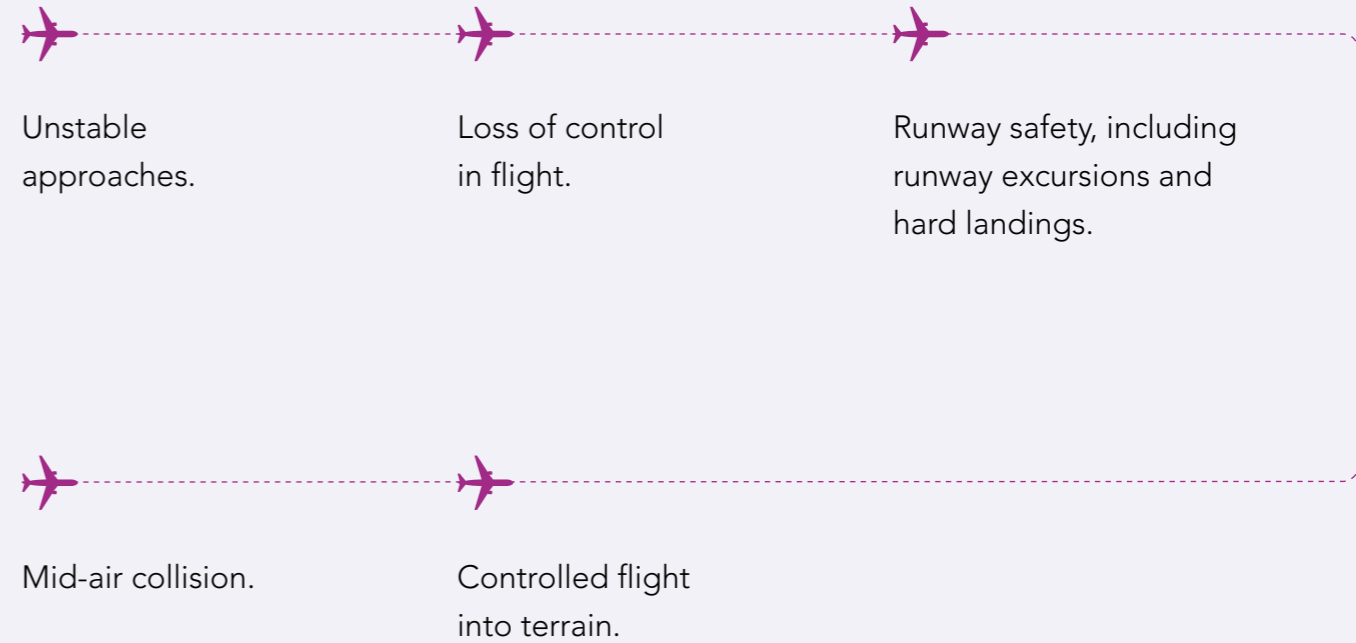 Unstable
approaches.
Loss of control
in flight.
Runway safety, including
runway excursions and
hard landings.
Mid-air collision.
Controlled flight
into terrain.